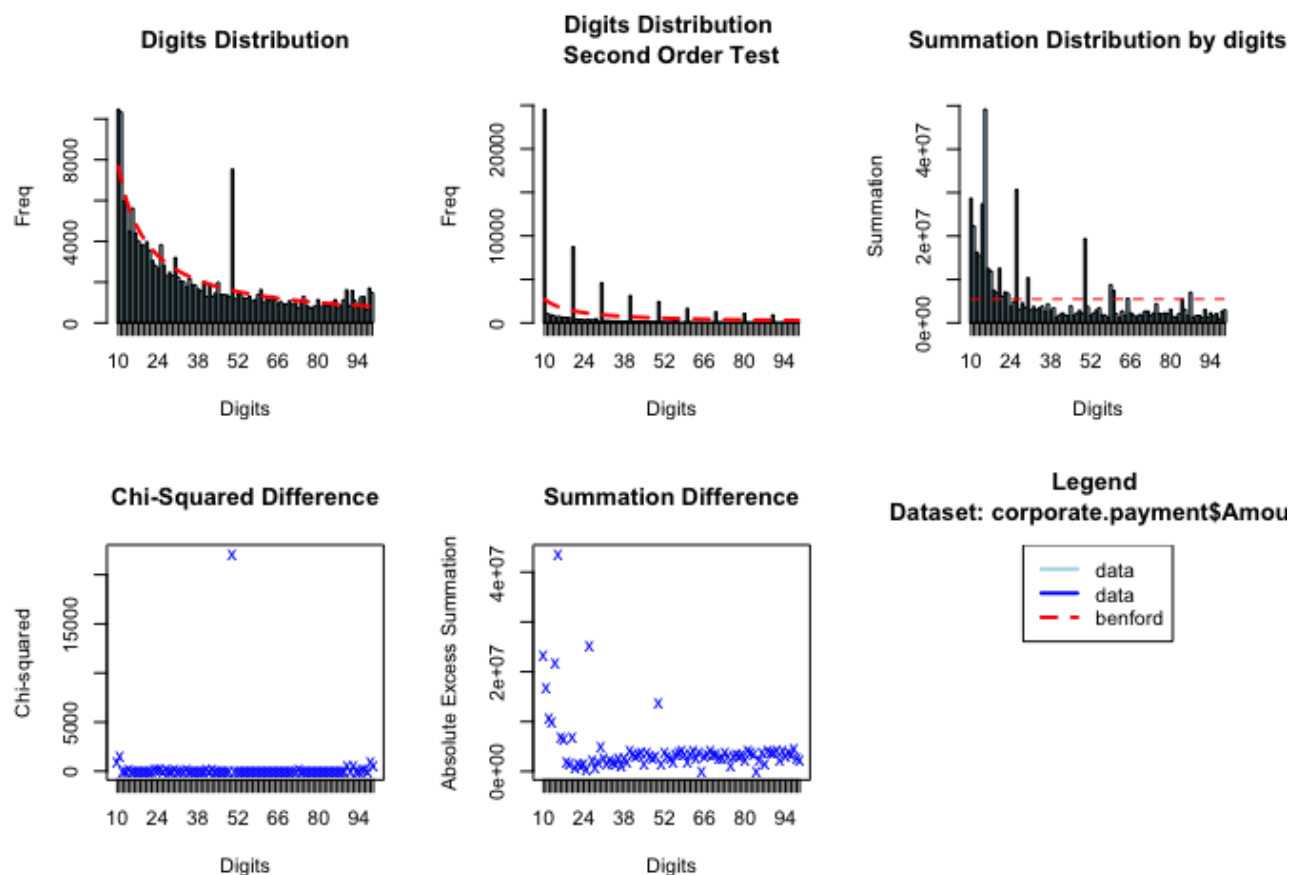 Digits Distribution
Freq
0
4000
8000
10 24 38 52 66 80 94
Digits
Digits Distribution
Second Order Test
Freq
0
10000
20000
10 24 38 52 66 80 94
Digits
Summation Distribution by digits
Summation
0e+00
2e+07
4e+07
10 24 38 52 66 80 94
Digits
Chi-Squared Difference
Chi-squared
0
5000
15000
10 24 38 52 66 80 94
Digits
Summation Difference
Absolute Excess Summation
0e+00
2e+07
4e+07
10 24 38 52 66 80 94
Digits
Legend
Dataset: corporate.payment$Amou
data
data
benford